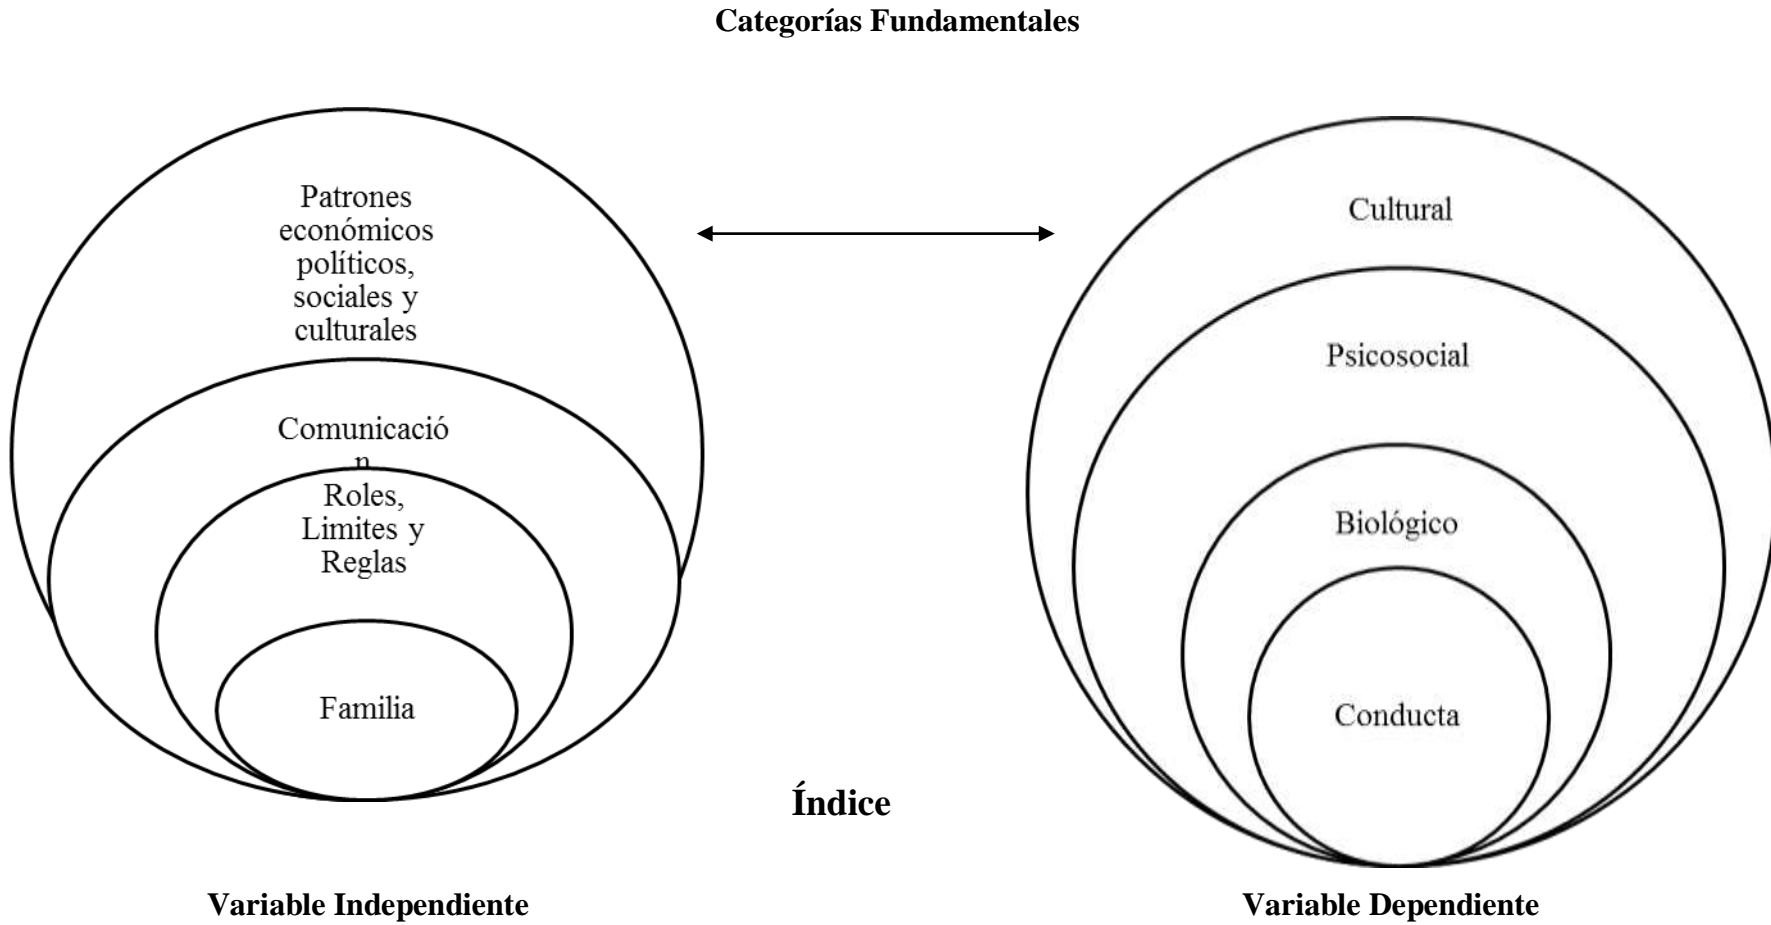 Categorías Fundamentales
Patrones
económicos
políticos,
sociales y
culturales
Comunicació
n
Roles,
Limites y
Reglas
Familia
Cultural
Psicosocial
Biológico
Conducta
Índice
Variable Independiente
Variable Dependiente